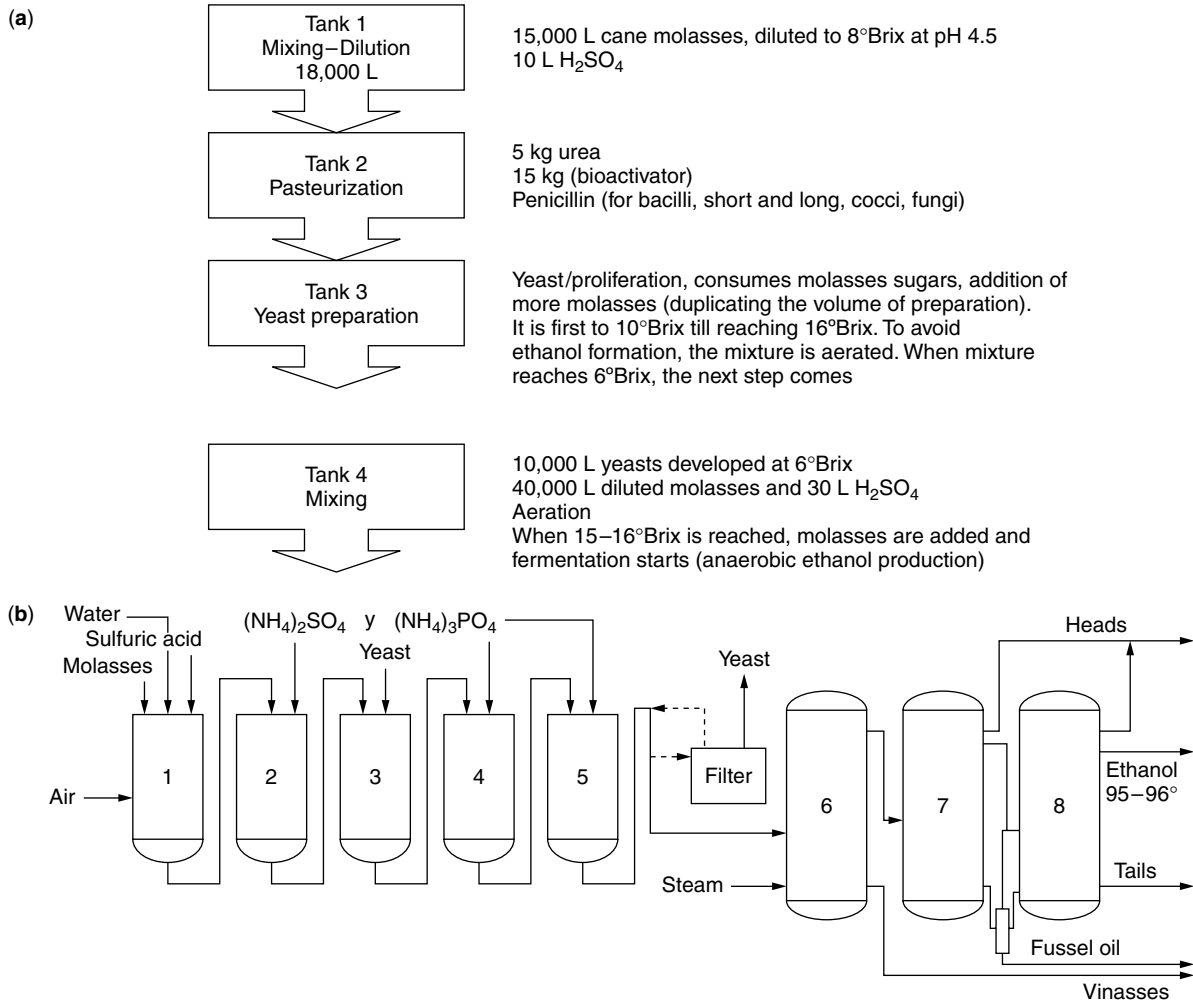 (a)
Tank 1
Mixing–Dilution
18,000 L
15,000 L cane molasses, diluted to 8°Brix at pH 4.5
10 L H₂SO₄
Tank 2
Pasteurization
5 kg urea
15 kg (bioactivator)
Penicillin (for bacilli, short and long, cocci, fungi)
Tank 3
Yeast preparation
Yeast/proliferation, consumes molasses sugars, addition of
more molasses (duplicating the volume of preparation).
It is first to 10°Brix till reaching 16ºBrix. To avoid
ethanol formation, the mixture is aerated. When mixture
reaches 6ºBrix, the next step comes
Tank 4
Mixing
10,000 L yeasts developed at 6°Brix
40,000 L diluted molasses and 30 L H₂SO₄
Aeration
When 15–16°Brix is reached, molasses are added and
fermentation starts (anaerobic ethanol production)
(b)
Water
Sulfuric acid
Molasses
(NH₄)₂SO₄ y (NH₄)₃PO₄
Yeast
Air
1
2
3
4
5
Yeast
Filter
Steam
6
7
8
Heads
Ethanol
95–96°
Tails
Fussel oil
Vinasses